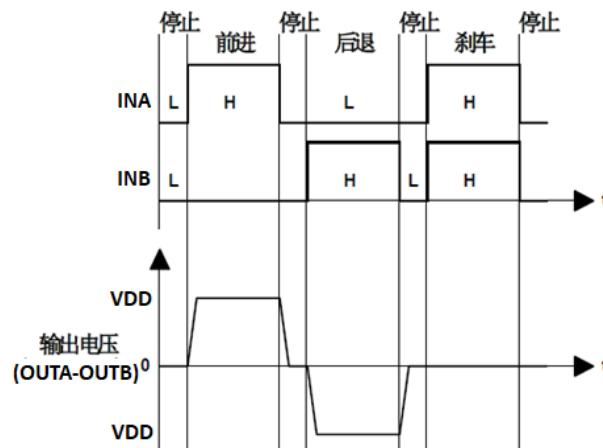 停止 前进 停止 后退 停止 刹车 停止
INA L H L H
INB L H L H
t
VDD
输出电压
(OUTA-OUTB) 0 t
VDD